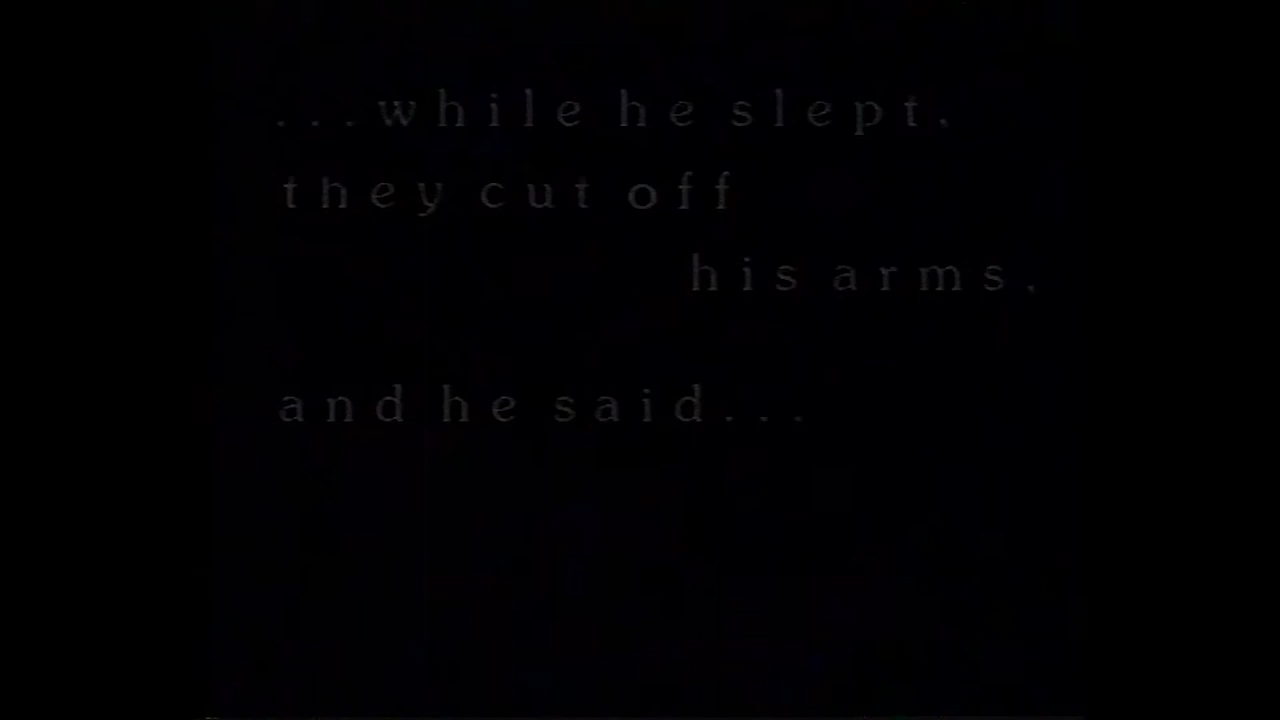 ...while he slept,
they cut off
his arms,
and he said...